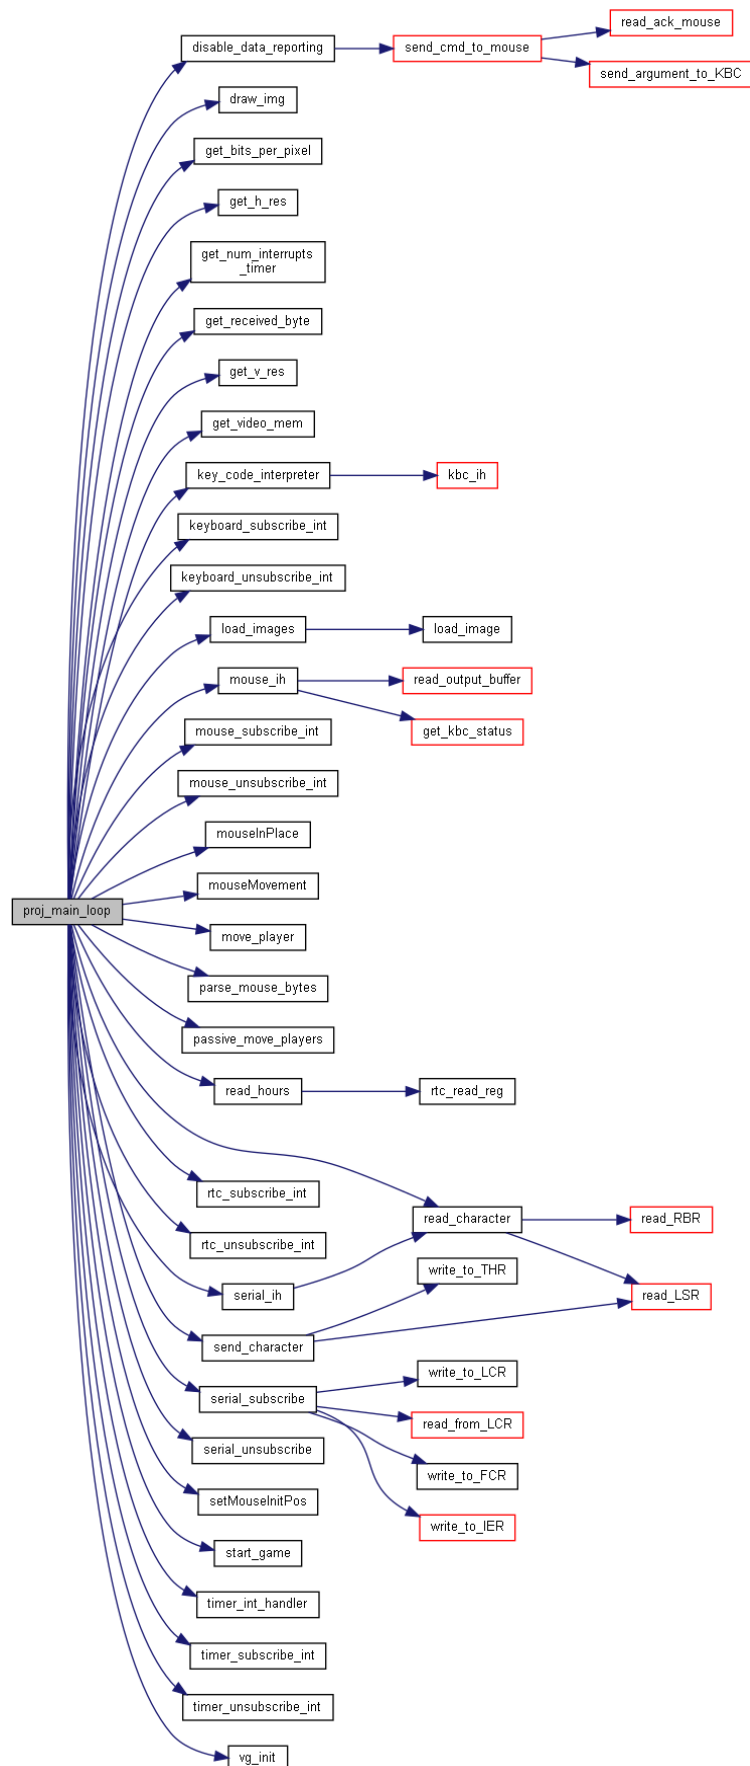 read_ack_mouse
disable_data_reporting
send_cmd_to_mouse
send_argument_to_KBC
draw_img
get_bits_per_pixel
get_h_res
get_num_interrupts
_timer
get_received_byte
get_v_res
get_video_mem
key_code_interpreter
kbc_ih
keyboard_subscribe_int
keyboard_unsubscribe_int
load_images
load_image
mouse_ih
read_output_buffer
get_kbc_status
mouse_subscribe_int
mouse_unsubscribe_int
mouseInPlace
mouseMovement
proj_main_loop
move_player
parse_mouse_bytes
passive_move_players
read_hours
rtc_read_reg
rtc_subscribe_int
read_character
read_RBR
rtc_unsubscribe_int
write_to_THR
serial_ih
read_LSR
send_character
write_to_LCR
serial_subscribe
read_from_LCR
serial_unsubscribe
write_to_FCR
setMouseInitPos
write_to_IER
start_game
timer_int_handler
timer_subscribe_int
timer_unsubscribe_int
vg_init